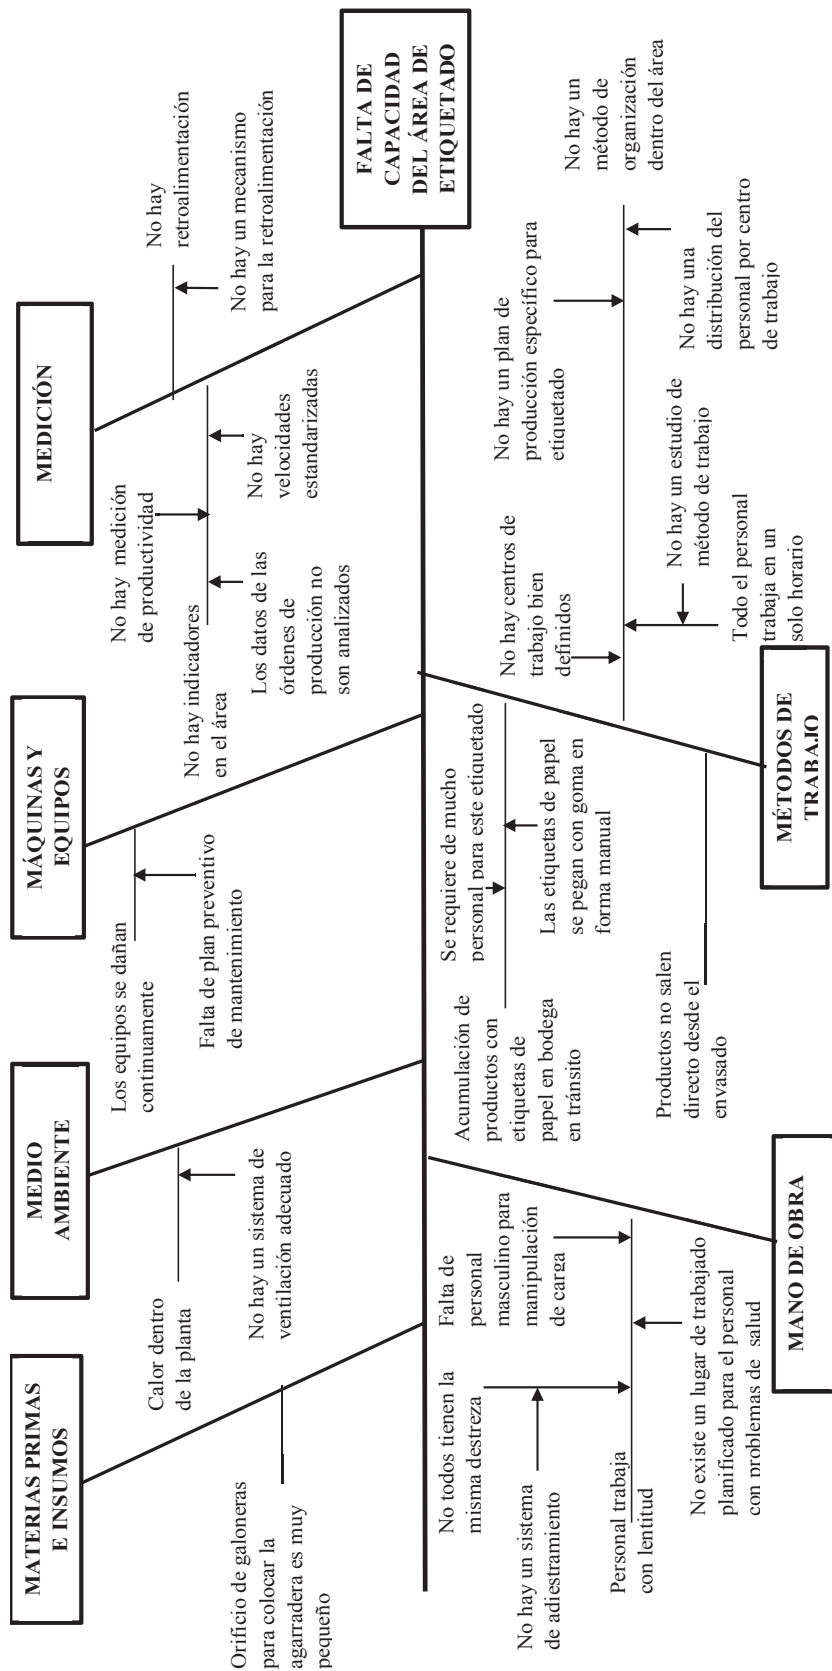 MATERIAS PRIMAS
E INSUMOS
MEDIO
AMBIENTE
MÁQUINAS Y
EQUIPOS
MEDICIÓN
Orificio de galoneras
para colocar la
agarradera es muy
pequeño
Calor dentro
de la planta
No hay un sistema de
ventilación adecuado
Los equipos se dañan
continuamente
Falta de plan preventivo
de mantenimiento
No hay medición
de productividad
No hay indicadores
en el área
Los datos de las
órdenes de
producción no
son analizados
No hay
velocidades
estandarizadas
No hay
retroalimentación
No hay un mecanismo
para la retroalimentación
FALTA DE
CAPACIDAD
DEL ÁREA DE
ETIQUETADO
No todos tienen la
misma destreza
No hay un sistema
de adiestramiento
Personal trabaja
con lentitud
Falta de
personal
masculino para
manipulación
de carga
No existe un lugar de trabajado
planificado para el personal
con problemas de salud
Acumulación de
productos con
etiquetas de
papel en bodega
en tránsito
Se requiere de mucho
personal para este etiquetado
Las etiquetas de papel
se pegan con goma en
forma manual
Productos no salen
directo desde el
envasado
No hay centros de
trabajo bien
definidos
No hay un plan de
producción específico para
etiquetado
No hay un
método de
organización
dentro del área
No hay un estudio de
método de trabajo
Todo el personal
trabaja en un
solo horario
No hay una
distribución del
personal por centro
de trabajo
MANO DE OBRA
MÉTODOS DE
TRABAJO